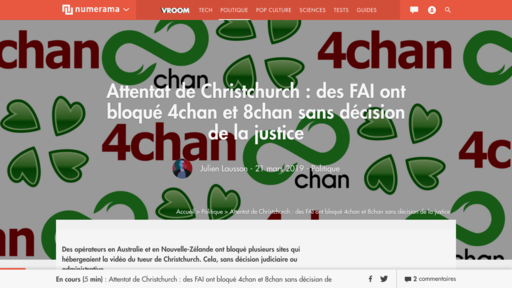 numerama
VROOM TECH POLITIQUE POP CULTURE SCIENCES TESTS GUIDES
chan
4chan
Attentat de Christchurch : des FAI ont
bloqué 4chan et 8chan sans décision
de la justice
4chan
chan
Julien Lausson - 21 mars 2019 - Politique
Accueil > Politique > Attentat de Christchurch : des FAI ont bloqué 4chan et 8chan sans décision de la justice
Des opérateurs en Australie et en Nouvelle-Zélande ont bloqué plusieurs sites qui
hébergeaient la vidéo du tueur de Christchurch. Cela, sans décision judiciaire ou
administrative
En cours (5 min) : Attentat de Christchurch : des FAI ont bloqué 4chan et 8chan sans décision de
2 commentaires